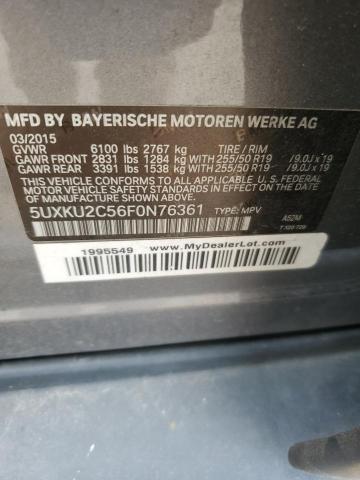 MFD BY BAYERISCHE MOTOREN WERKE AG
03/2015
GVWR 6100 lbs 2767 kg TIRE / RIM
GAWR FRONT 2831 lbs 1284 kg WITH 255/50 R19 /9.0J x 19
GAWR REAR 3391 lbs 1538 kg WITH 255/50 R19 /9.0J x 19
THIS VEHICLE CONFORMS TO ALL APPLICABLE U.S. FEDERAL
MOTOR VEHICLE SAFETY STANDARDS IN EFFECT ON THE
DATE OF MANUFACTURE SHOWN ABOVE.
5UXKU2C56F0N76361 TYPE: MPV A52M
1995549 www.MyDealerLot.com